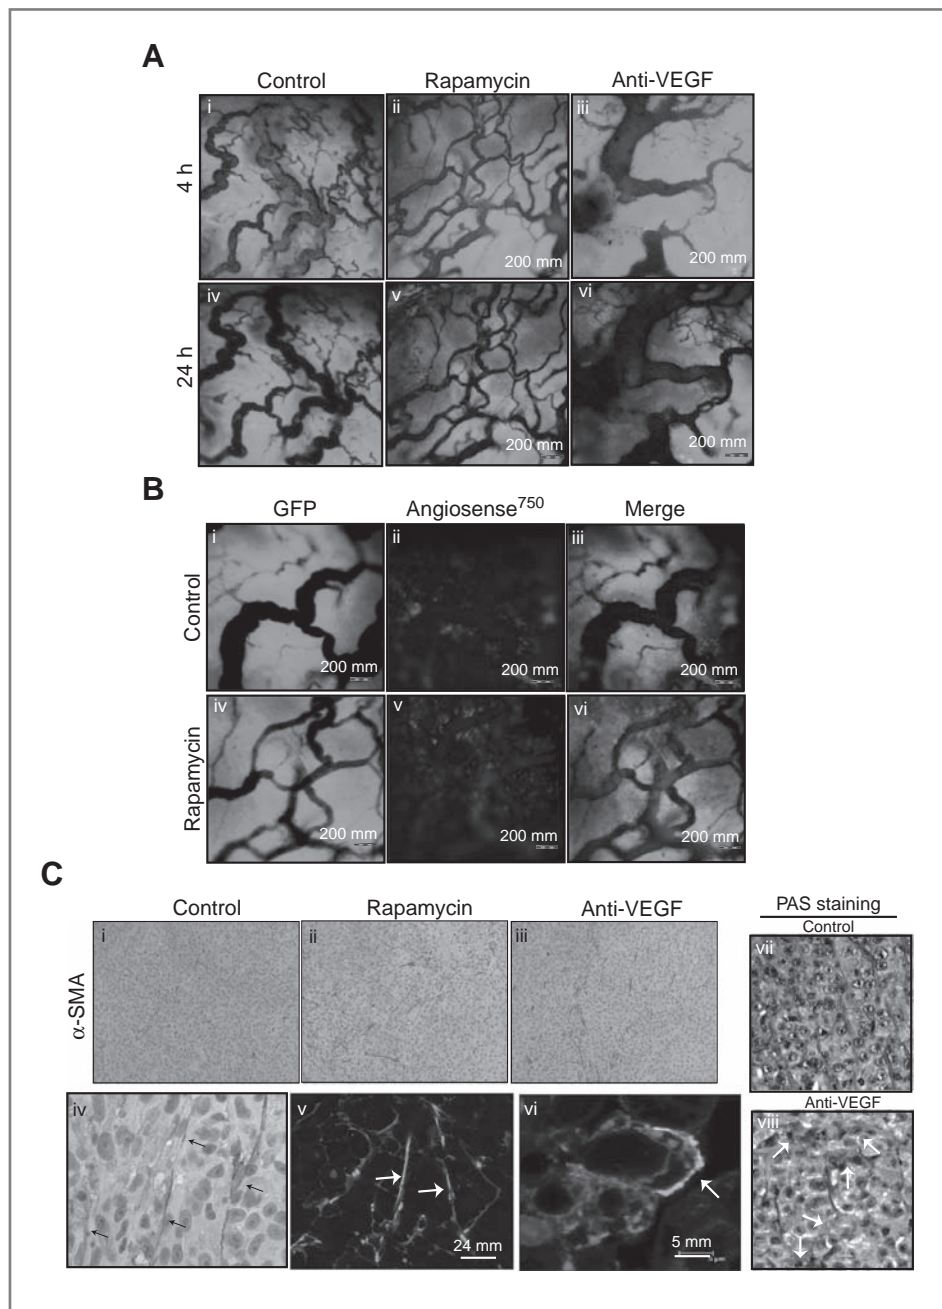 A
Control Rapamycin Anti-VEGF
4 h
i ii iii
200 mm 200 mm
24 h
iv v vi
200 mm 200 mm
B
GFP Angiosense750 Merge
Control
i ii iii
200 mm 200 mm 200 mm
Rapamycin
iv v vi
200 mm 200 mm 200 mm
C
Control Rapamycin Anti-VEGF
PAS staining
Control
α-SMA
i ii iii
vii
Anti-VEGF
iv v vi
viii
24 mm
5 mm